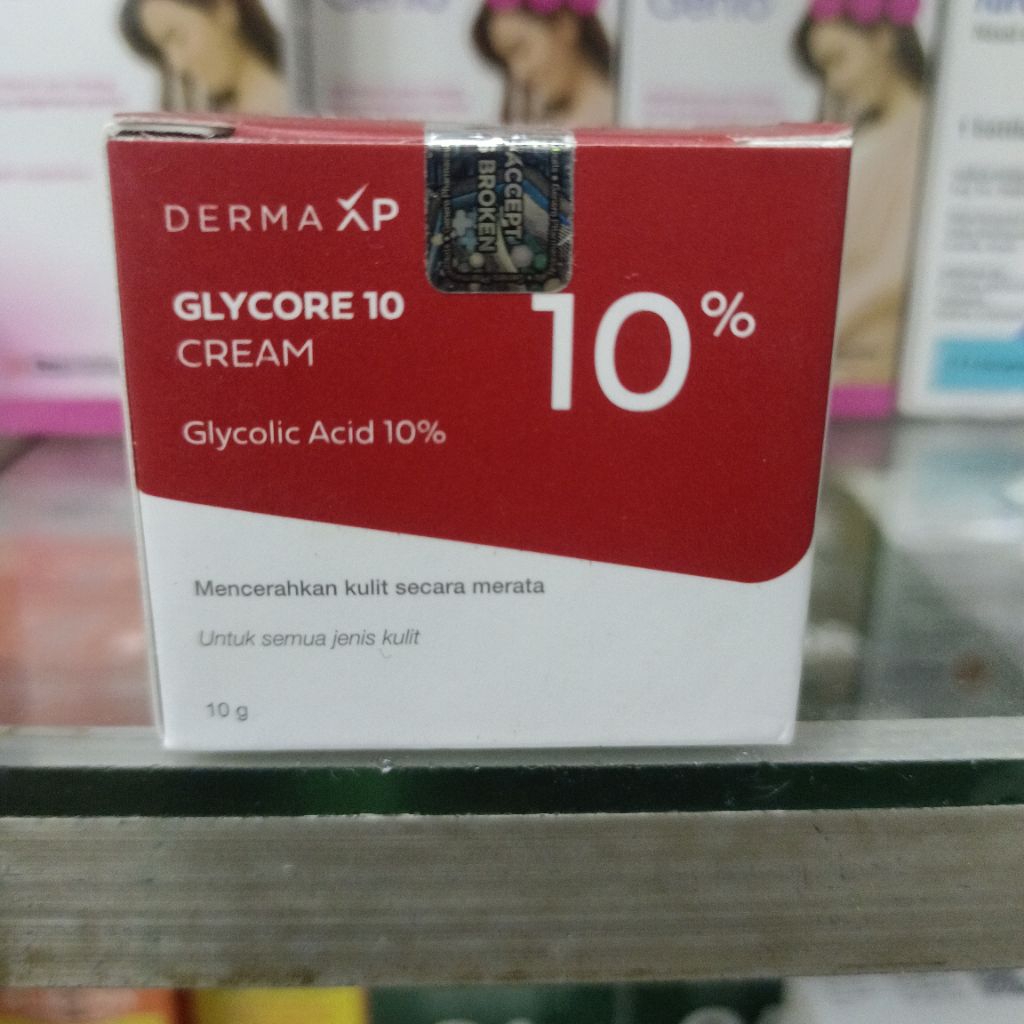 DERMA XP
ACCEPT
BROKEN
GLYCORE 10
CREAM
10%
Glycolic Acid 10%
Mencerahkan kulit secara merata
Untuk semua jenis kulit
10 g